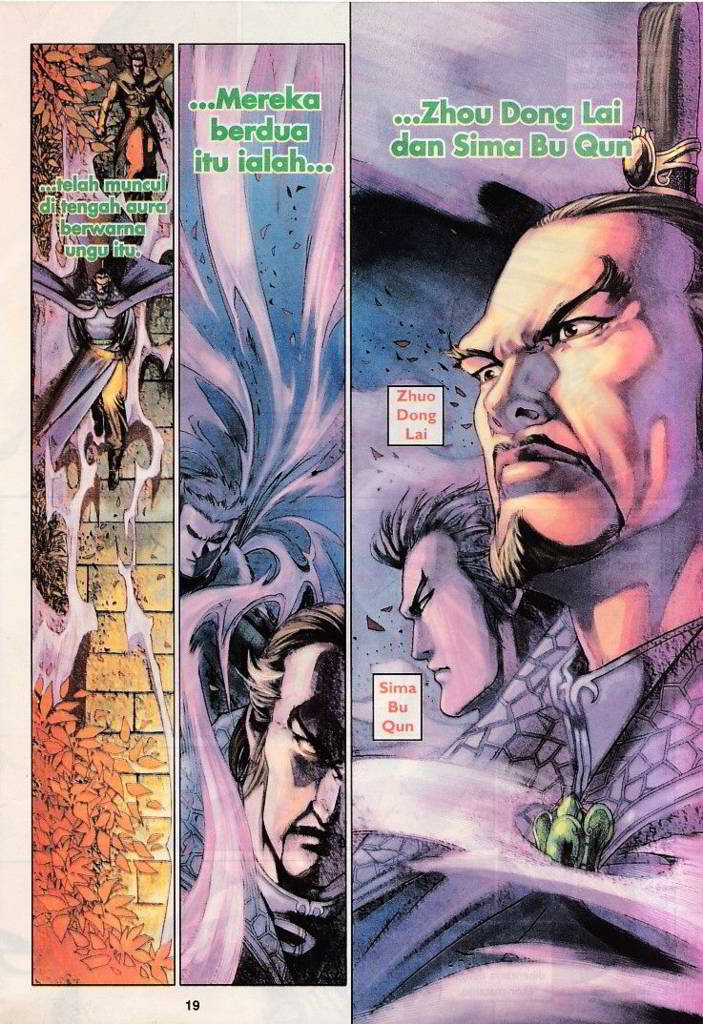 ...telah muncul
di tengah aura
berwarna
ungu itu.
...Mereka
berdua
itu ialah...
...Zhou Dong Lai
dan Sima Bu Qun
Zhuo
Dong
Lai
Sima
Bu
Qun
19